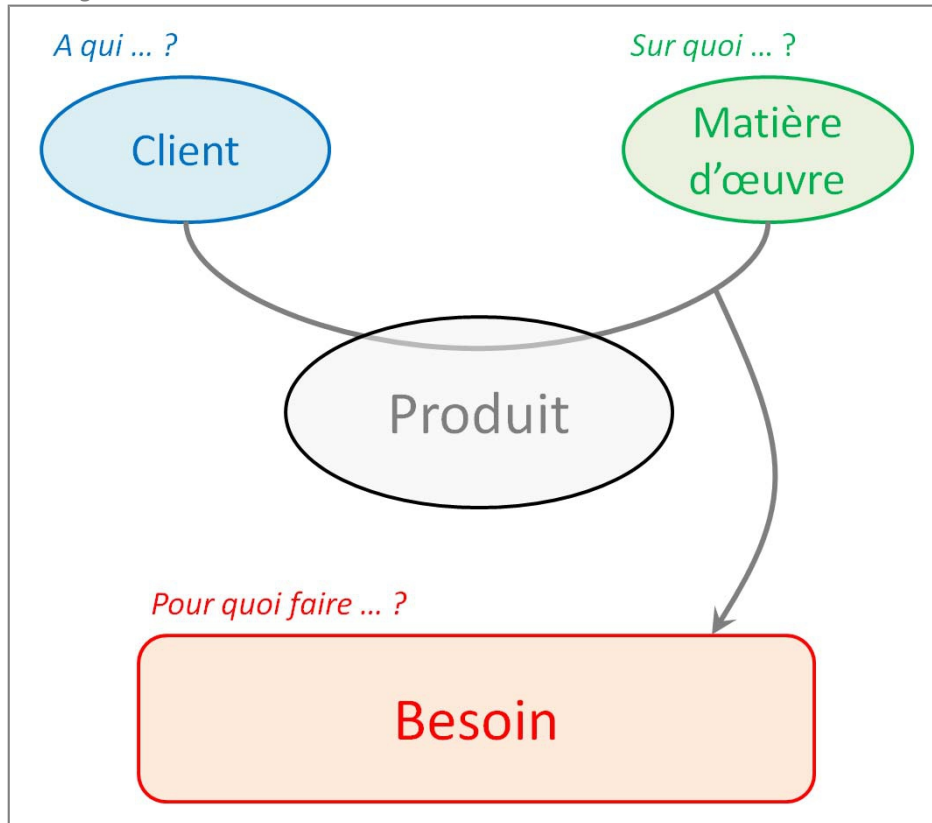 A qui ... ?
Sur quoi ... ?
Client
Matière
d'œuvre
Produit
Pour quoi faire ... ?
Besoin